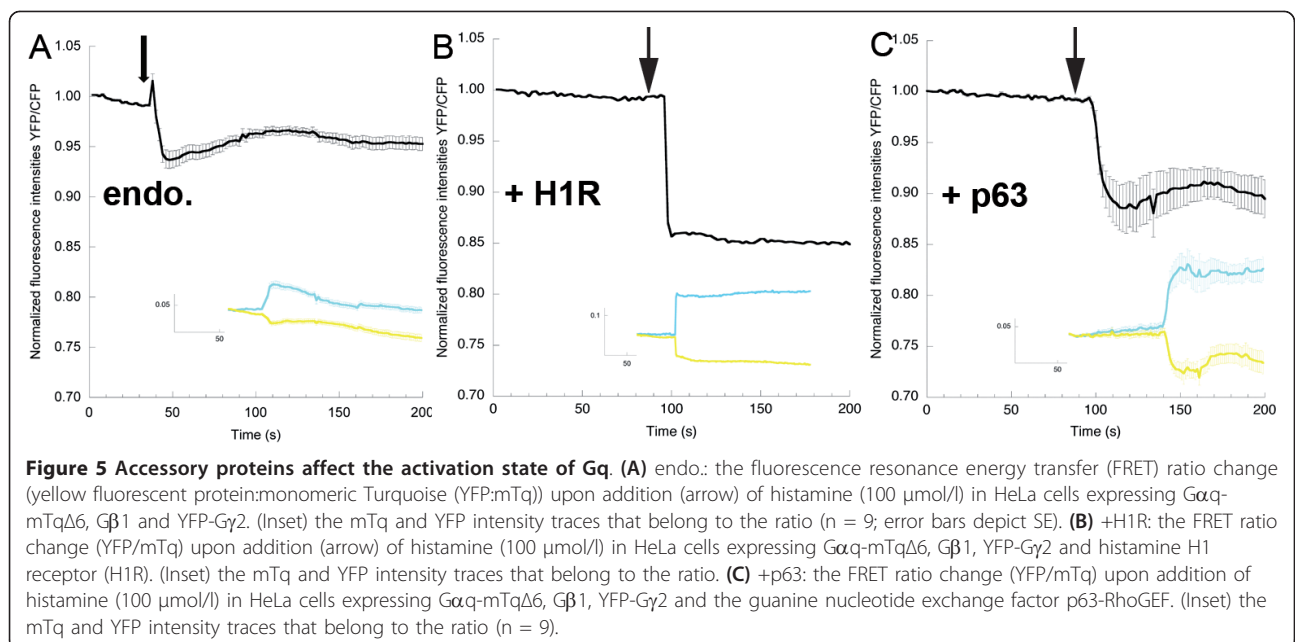 A
B
C
1.05
1.00
0.95
0.90
0.85
0.80
0.75
0.70
Normalized fluorescence intensities YFP/CFP
endo.
0.05
50
0
50
100
150
200
Time (s)
1.05
1.00
0.95
0.90
0.85
0.80
0.75
0.70
Normalized fluorescence intensities YFP/CFP
+ H1R
0.1
50
0
50
100
150
200
Time (s)
1.05
1.00
0.95
0.90
0.85
0.80
0.75
0.70
Normalized fluorescence intensities YFP/CFP
+ p63
0.05
50
0
50
100
150
200
Time (s)
Figure 5 Accessory proteins affect the activation state of Gq. (A) endo.: the fluorescence resonance energy transfer (FRET) ratio change
(yellow fluorescent protein:monomeric Turquoise (YFP:mTq)) upon addition (arrow) of histamine (100 μmol/l) in HeLa cells expressing Gαq-
mTqΔ6, Gβ1 and YFP-Gγ2. (Inset) the mTq and YFP intensity traces that belong to the ratio (n = 9; error bars depict SE). (B) +H1R: the FRET ratio
change (YFP/mTq) upon addition (arrow) of histamine (100 μmol/l) in HeLa cells expressing Gαq-mTqΔ6, Gβ1, YFP-Gγ2 and histamine H1
receptor (H1R). (Inset) the mTq and YFP intensity traces that belong to the ratio. (C) +p63: the FRET ratio change (YFP/mTq) upon addition of
histamine (100 μmol/l) in HeLa cells expressing Gαq-mTqΔ6, Gβ1, YFP-Gγ2 and the guanine nucleotide exchange factor p63-RhoGEF. (Inset) the
mTq and YFP intensity traces that belong to the ratio (n = 9).